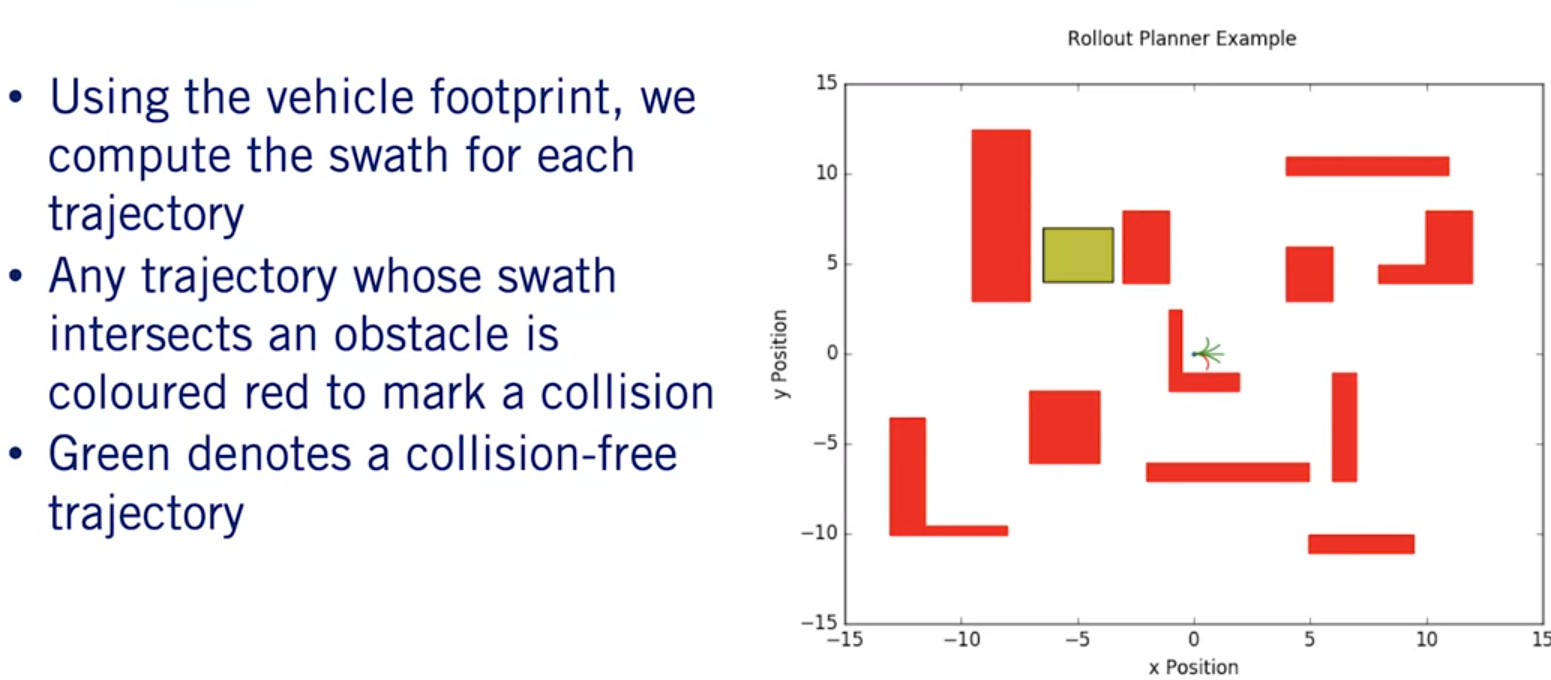 • Using the vehicle footprint, we
compute the swath for each
trajectory
• Any trajectory whose swath
intersects an obstacle is
coloured red to mark a collision
• Green denotes a collision-free
trajectory
Rollout Planner Example
15
10
5
0
−5
−10
−15
y Position
−15 −10 −5 0 5 10 15
x Position